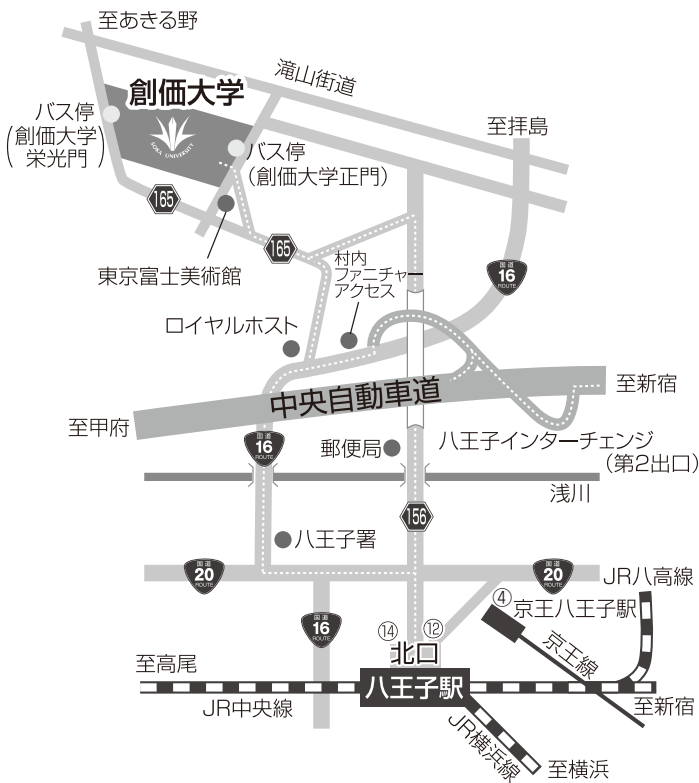 至あきる野
滝山街道
創価大学
バス停
(創価大学)
栄光門
SOKA UNIVERSITY
バス停
(創価大学正門)
至拝島
165
165
東京富士美術館
村内
ファニチャー
アクセス
国道
16
ROUTE
ロイヤルホスト
中央自動車道
至新宿
至甲府
国道
16
ROUTE
郵便局
八王子インターチェンジ
(第2出口)
浅川
156
八王子署
国道
20
ROUTE
国道
20
ROUTE
JR八高線
④
京王八王子駅
国道
16
ROUTE
⑭
⑫
北口
京王線
至高尾
八王子駅
JR中央線
至新宿
JR横浜線
至横浜